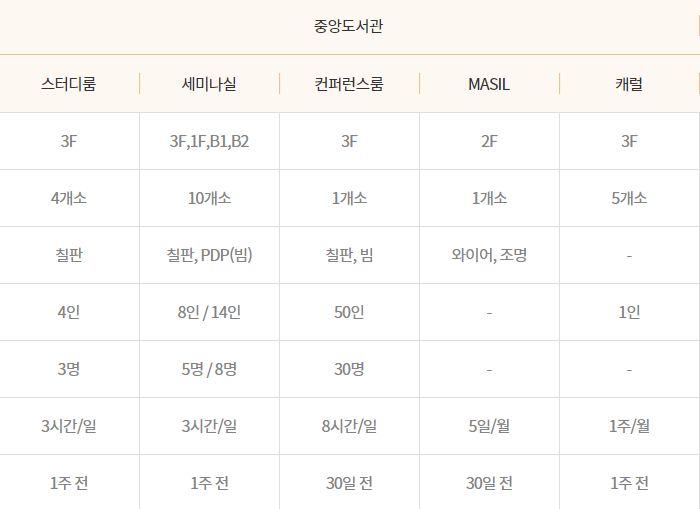 중앙도서관
스터디룸 세미나실 컨퍼런스룸 MASIL 캐럴
3F 3F,1F,B1,B2 3F 2F 3F
4개소 10개소 1개소 1개소 5개소
칠판 칠판, PDP(빔) 칠판, 빔 와이어, 조명 -
4인 8인 / 14인 50인 - 1인
3명 5명 / 8명 30명 - -
3시간/일 3시간/일 8시간/일 5일/월 1주/월
1주 전 1주 전 30일 전 30일 전 1주 전